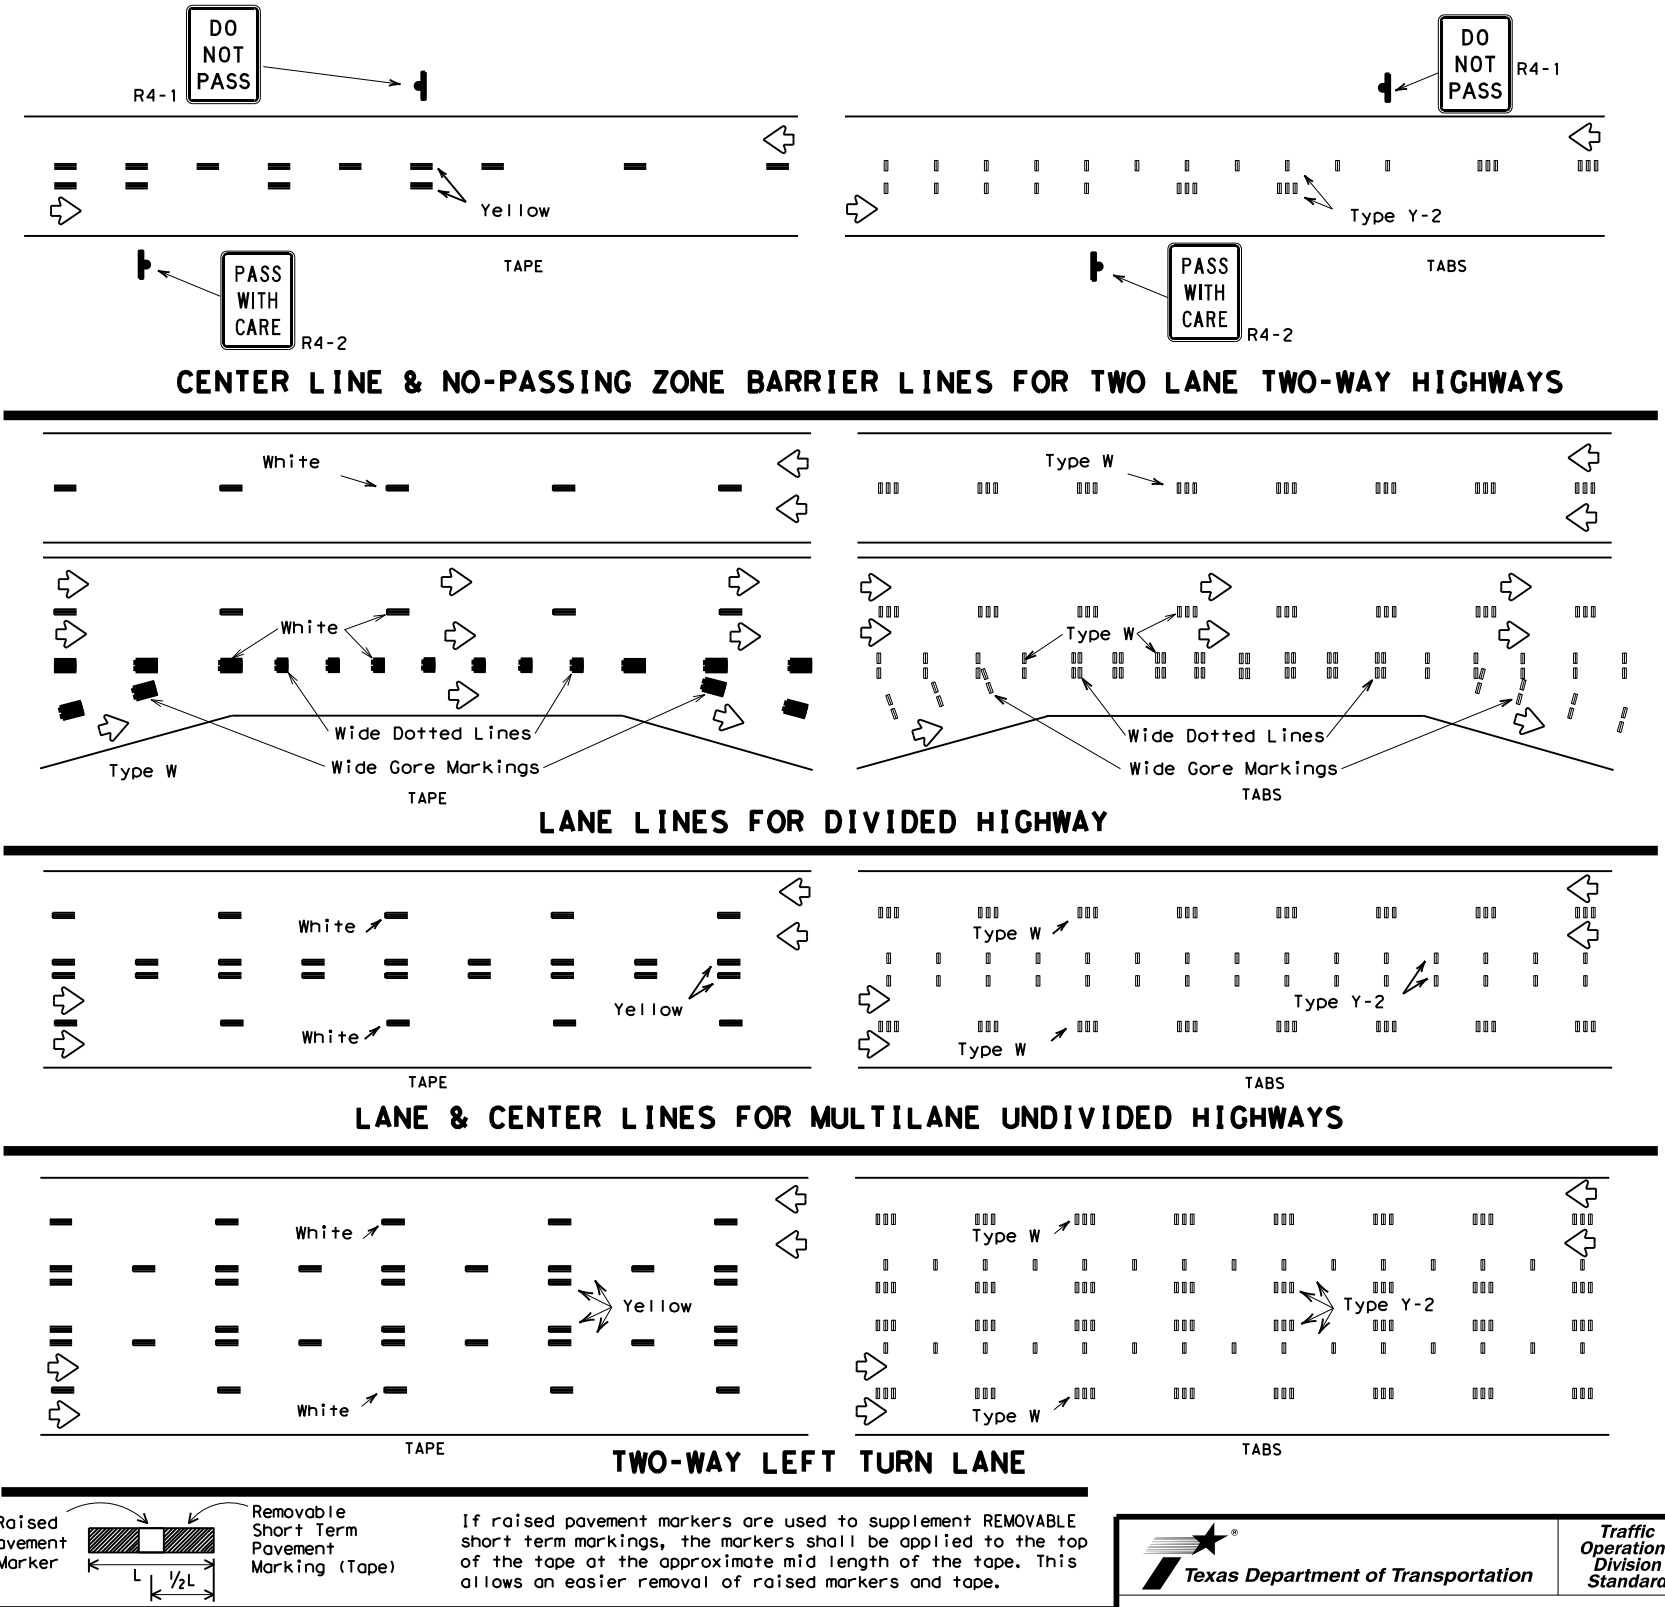 DO
NOT
PASS
R4-1
Yellow
TAPE
PASS
WITH
CARE
R4-2
DO
NOT
PASS
R4-1
Type Y-2
TABS
PASS
WITH
CARE
R4-2
CENTER LINE & NO-PASSING ZONE BARRIER LINES FOR TWO LANE TWO-WAY HIGHWAYS
White
Type W
White
Type W
Wide Dotted Lines
Wide Gore Markings
Type W
TAPE
Wide Dotted Lines
Wide Gore Markings
TABS
LANE LINES FOR DIVIDED HIGHWAY
White
Yellow
White
TAPE
Type W
Type Y-2
Type W
TABS
LANE & CENTER LINES FOR MULTILANE UNDIVIDED HIGHWAYS
White
Yellow
White
TAPE
Type W
Type Y-2
Type W
TABS
TWO-WAY LEFT TURN LANE
Raised
avement
Marker
L
½L
Removable
Short Term
Pavement
Marking (Tape)
If raised pavement markers are used to supplement REMOVABLE
short term markings, the markers shall be applied to the top
of the tape at the approximate mid length of the tape. This
allows an easier removal of raised markers and tape.
®
Texas Department of Transportation
Traffic
Operation
Division
Standard